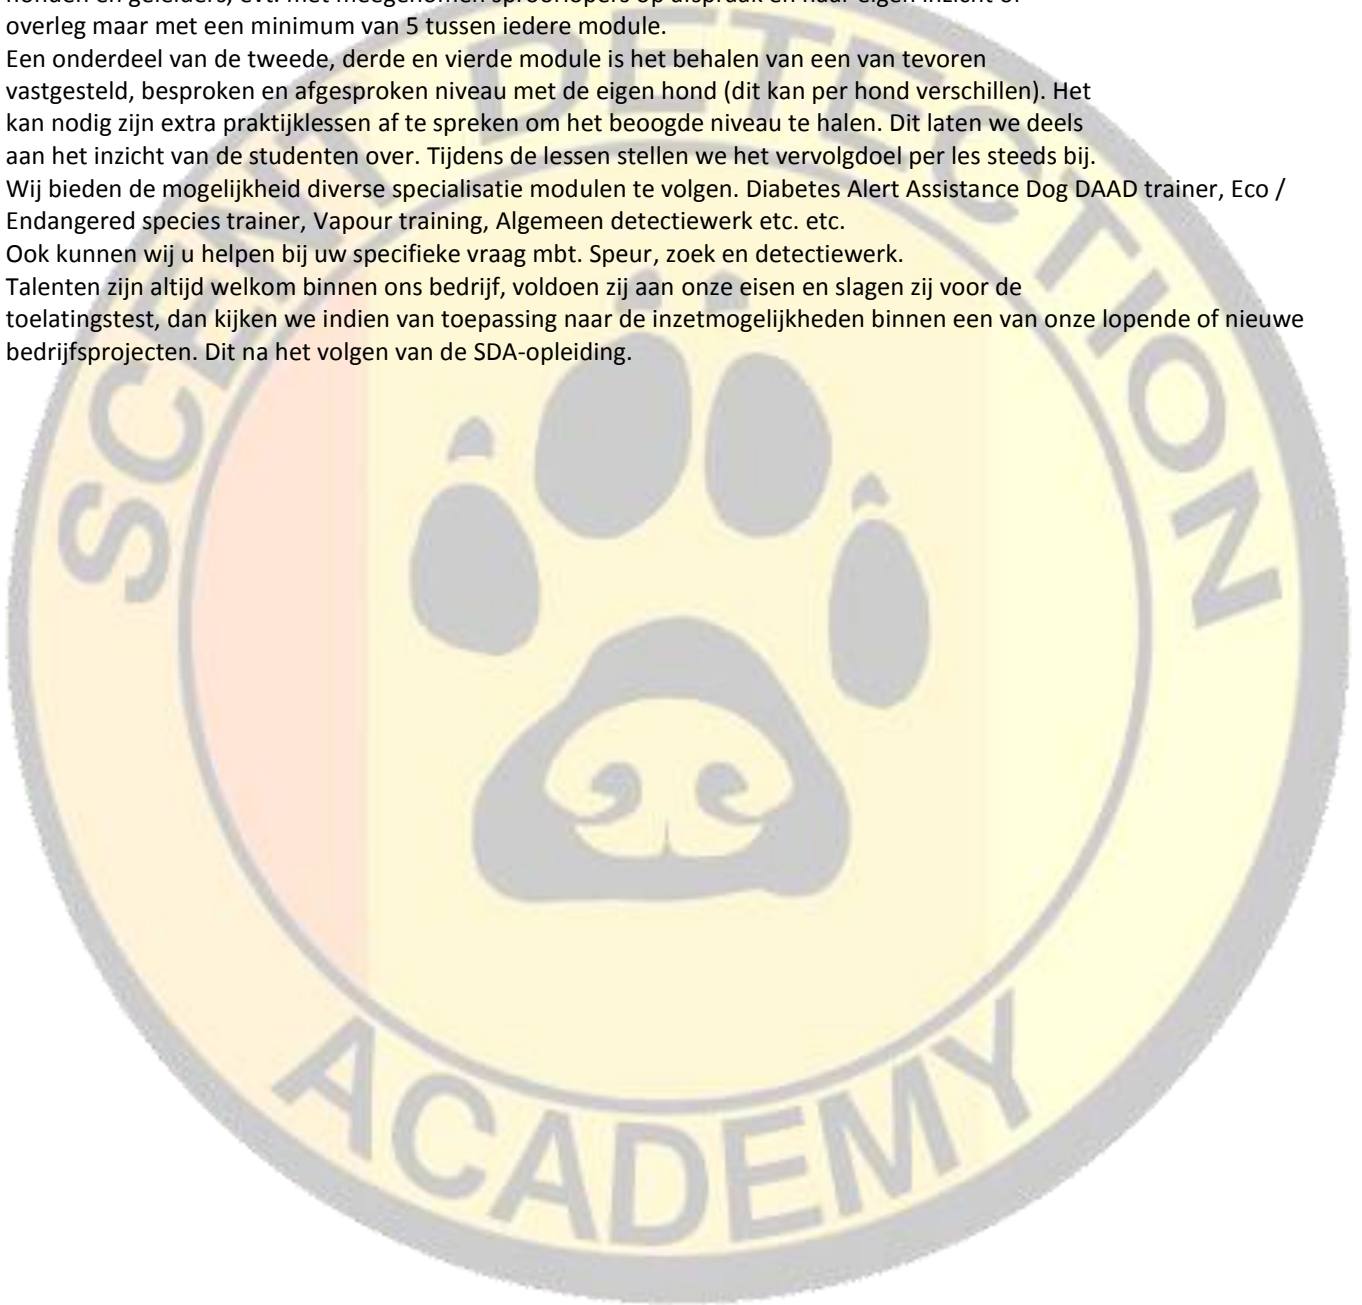 overleg maar met een minimum van 5 tussen iedere module.
Een onderdeel van de tweede, derde en vierde module is het behalen van een van tevoren
vastgesteld, besproken en afgesproken niveau met de eigen hond (dit kan per hond verschillen). Het
kan nodig zijn extra praktijklessen af te spreken om het beoogde niveau te halen. Dit laten we deels
aan het inzicht van de studenten over. Tijdens de lessen stellen we het vervolgdoel per les steeds bij.
Wij bieden de mogelijkheid diverse specialisatie modulen te volgen. Diabetes Alert Assistance Dog DAAD trainer, Eco /
Endangered species trainer, Vapour training, Algemeen detectiewerk etc. etc.
Ook kunnen wij u helpen bij uw specifieke vraag mbt. Speur, zoek en detectiewerk.
Talenten zijn altijd welkom binnen ons bedrijf, voldoen zij aan onze eisen en slagen zij voor de
toelatingstest, dan kijken we indien van toepassing naar de inzetmogelijkheden binnen een van onze lopende of nieuwe
bedrijfsprojecten. Dit na het volgen van de SDA-opleiding.
SCENT DETECTION
ACADEMY